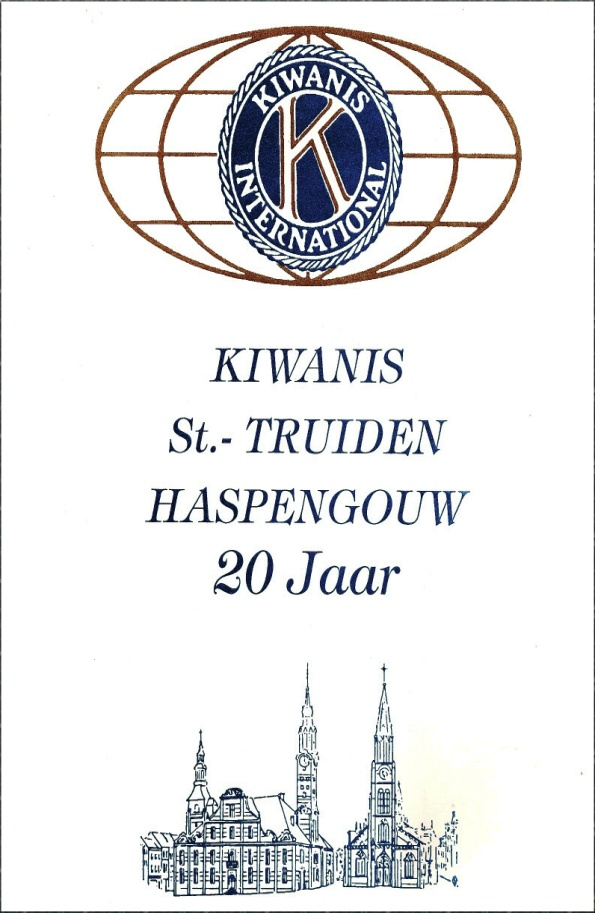 KIWANIS
K
INTERNATIONAL
KIWANIS
St.- TRUIDEN
HASPENGOUW
20 Jaar